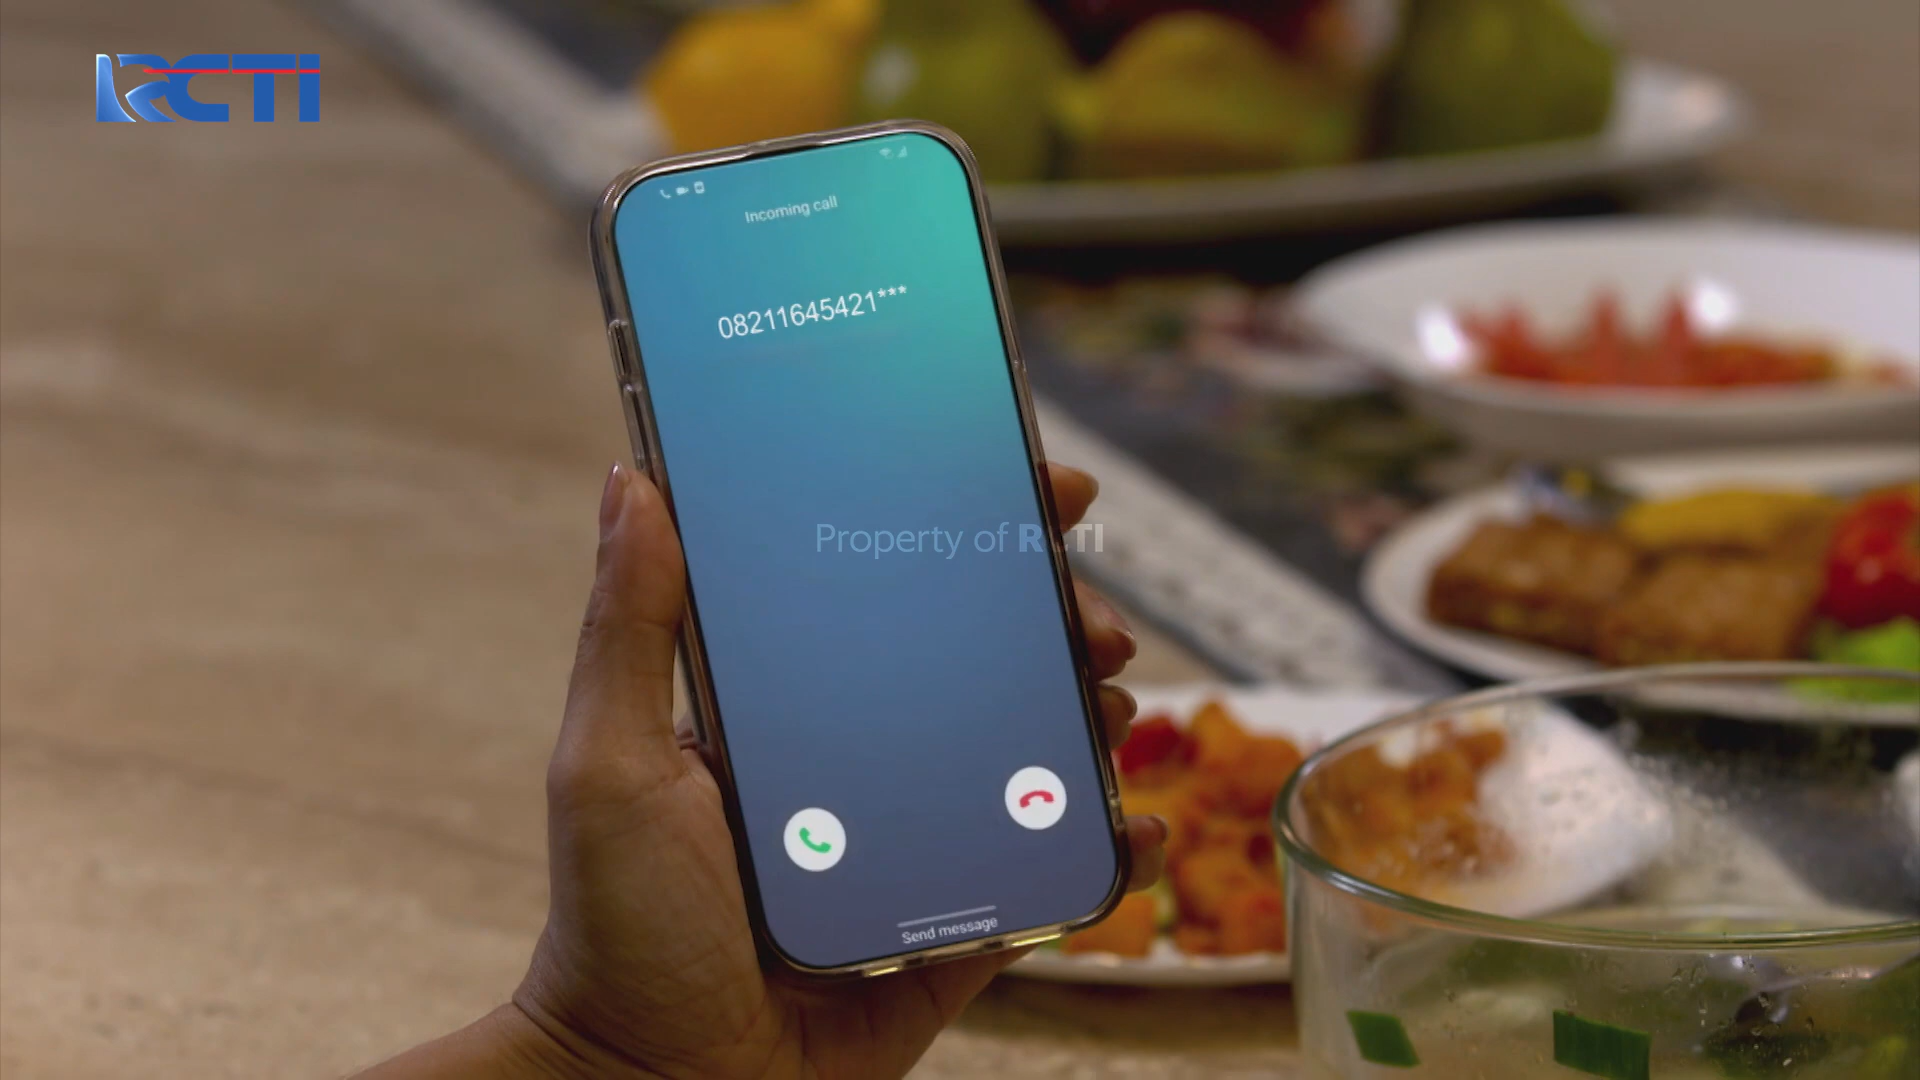 RCTI
Incoming call
08211645421***
Property of RCTI
Send message